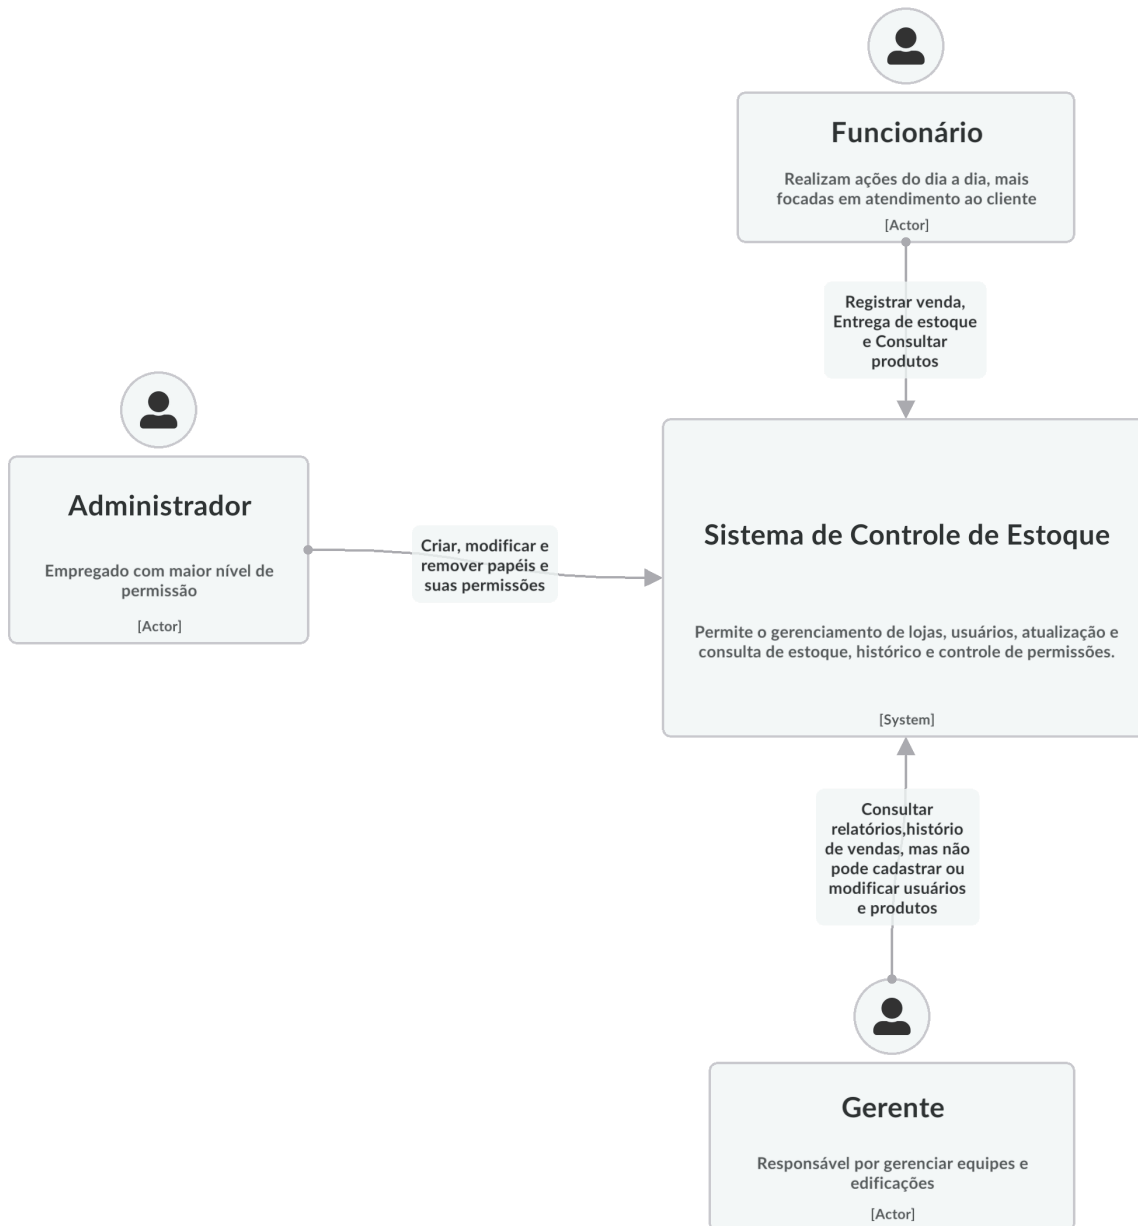 Funcionário
Realizam ações do dia a dia, mais
focadas em atendimento ao cliente
[Actor]
Registrar venda,
Entrega de estoque
e Consultar
produtos
Administrador
Empregado com maior nível de
permissão
[Actor]
Criar, modificar e
remover papéis e
suas permissões
Sistema de Controle de Estoque
Permite o gerenciamento de lojas, usuários, atualização e
consulta de estoque, histórico e controle de permissões.
[System]
Consultar
relatórios,histório
de vendas, mas não
pode cadastrar ou
modificar usuários
e produtos
Gerente
Responsável por gerenciar equipes e
edificações
[Actor]